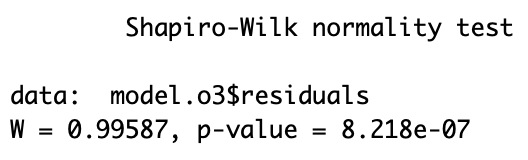 Shapiro-Wilk normality test
data: model.o3$residuals
W = 0.99587, p-value = 8.218e-07